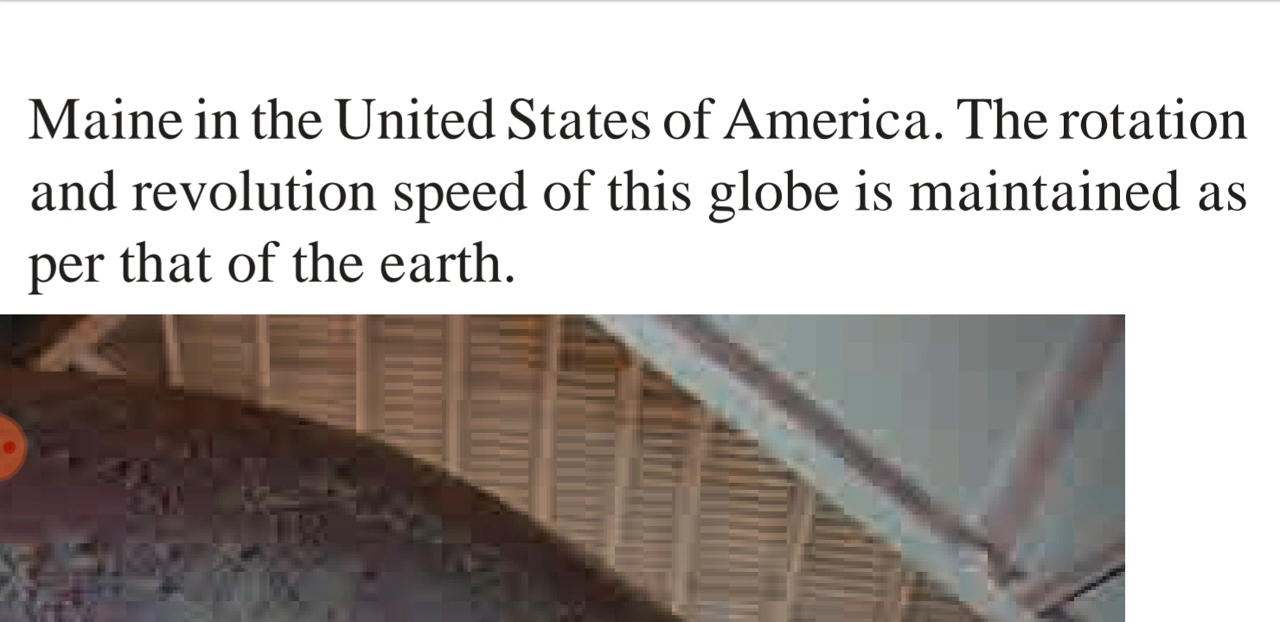 Maine in the United States of America. The rotation
and revolution speed of this globe is maintained as
per that of the earth.